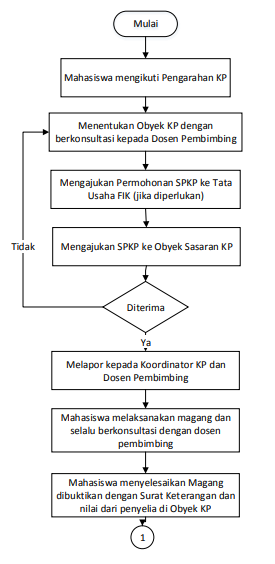 Mulai
Mahasiswa mengikuti Pengarahan KP
Menentukan Obyek KP dengan
berkonsultasi kepada Dosen Pembimbing
Mengajukan Permohonan SPKP ke Tata
Usaha FIK (jika diperlukan)
Tidak
Mengajukan SPKP ke Obyek Sasaran KP
Diterima
Ya
Melapor kepada Koordinator KP dan
Dosen Pembimbing
Mahasiswa melaksanakan magang dan
selalu berkonsultasi dengan dosen
pembimbing
Mahasiswa menyelesaikan Magang
dibuktikan dengan Surat Keterangan dan
nilai dari penyelia di Obyek KP
1